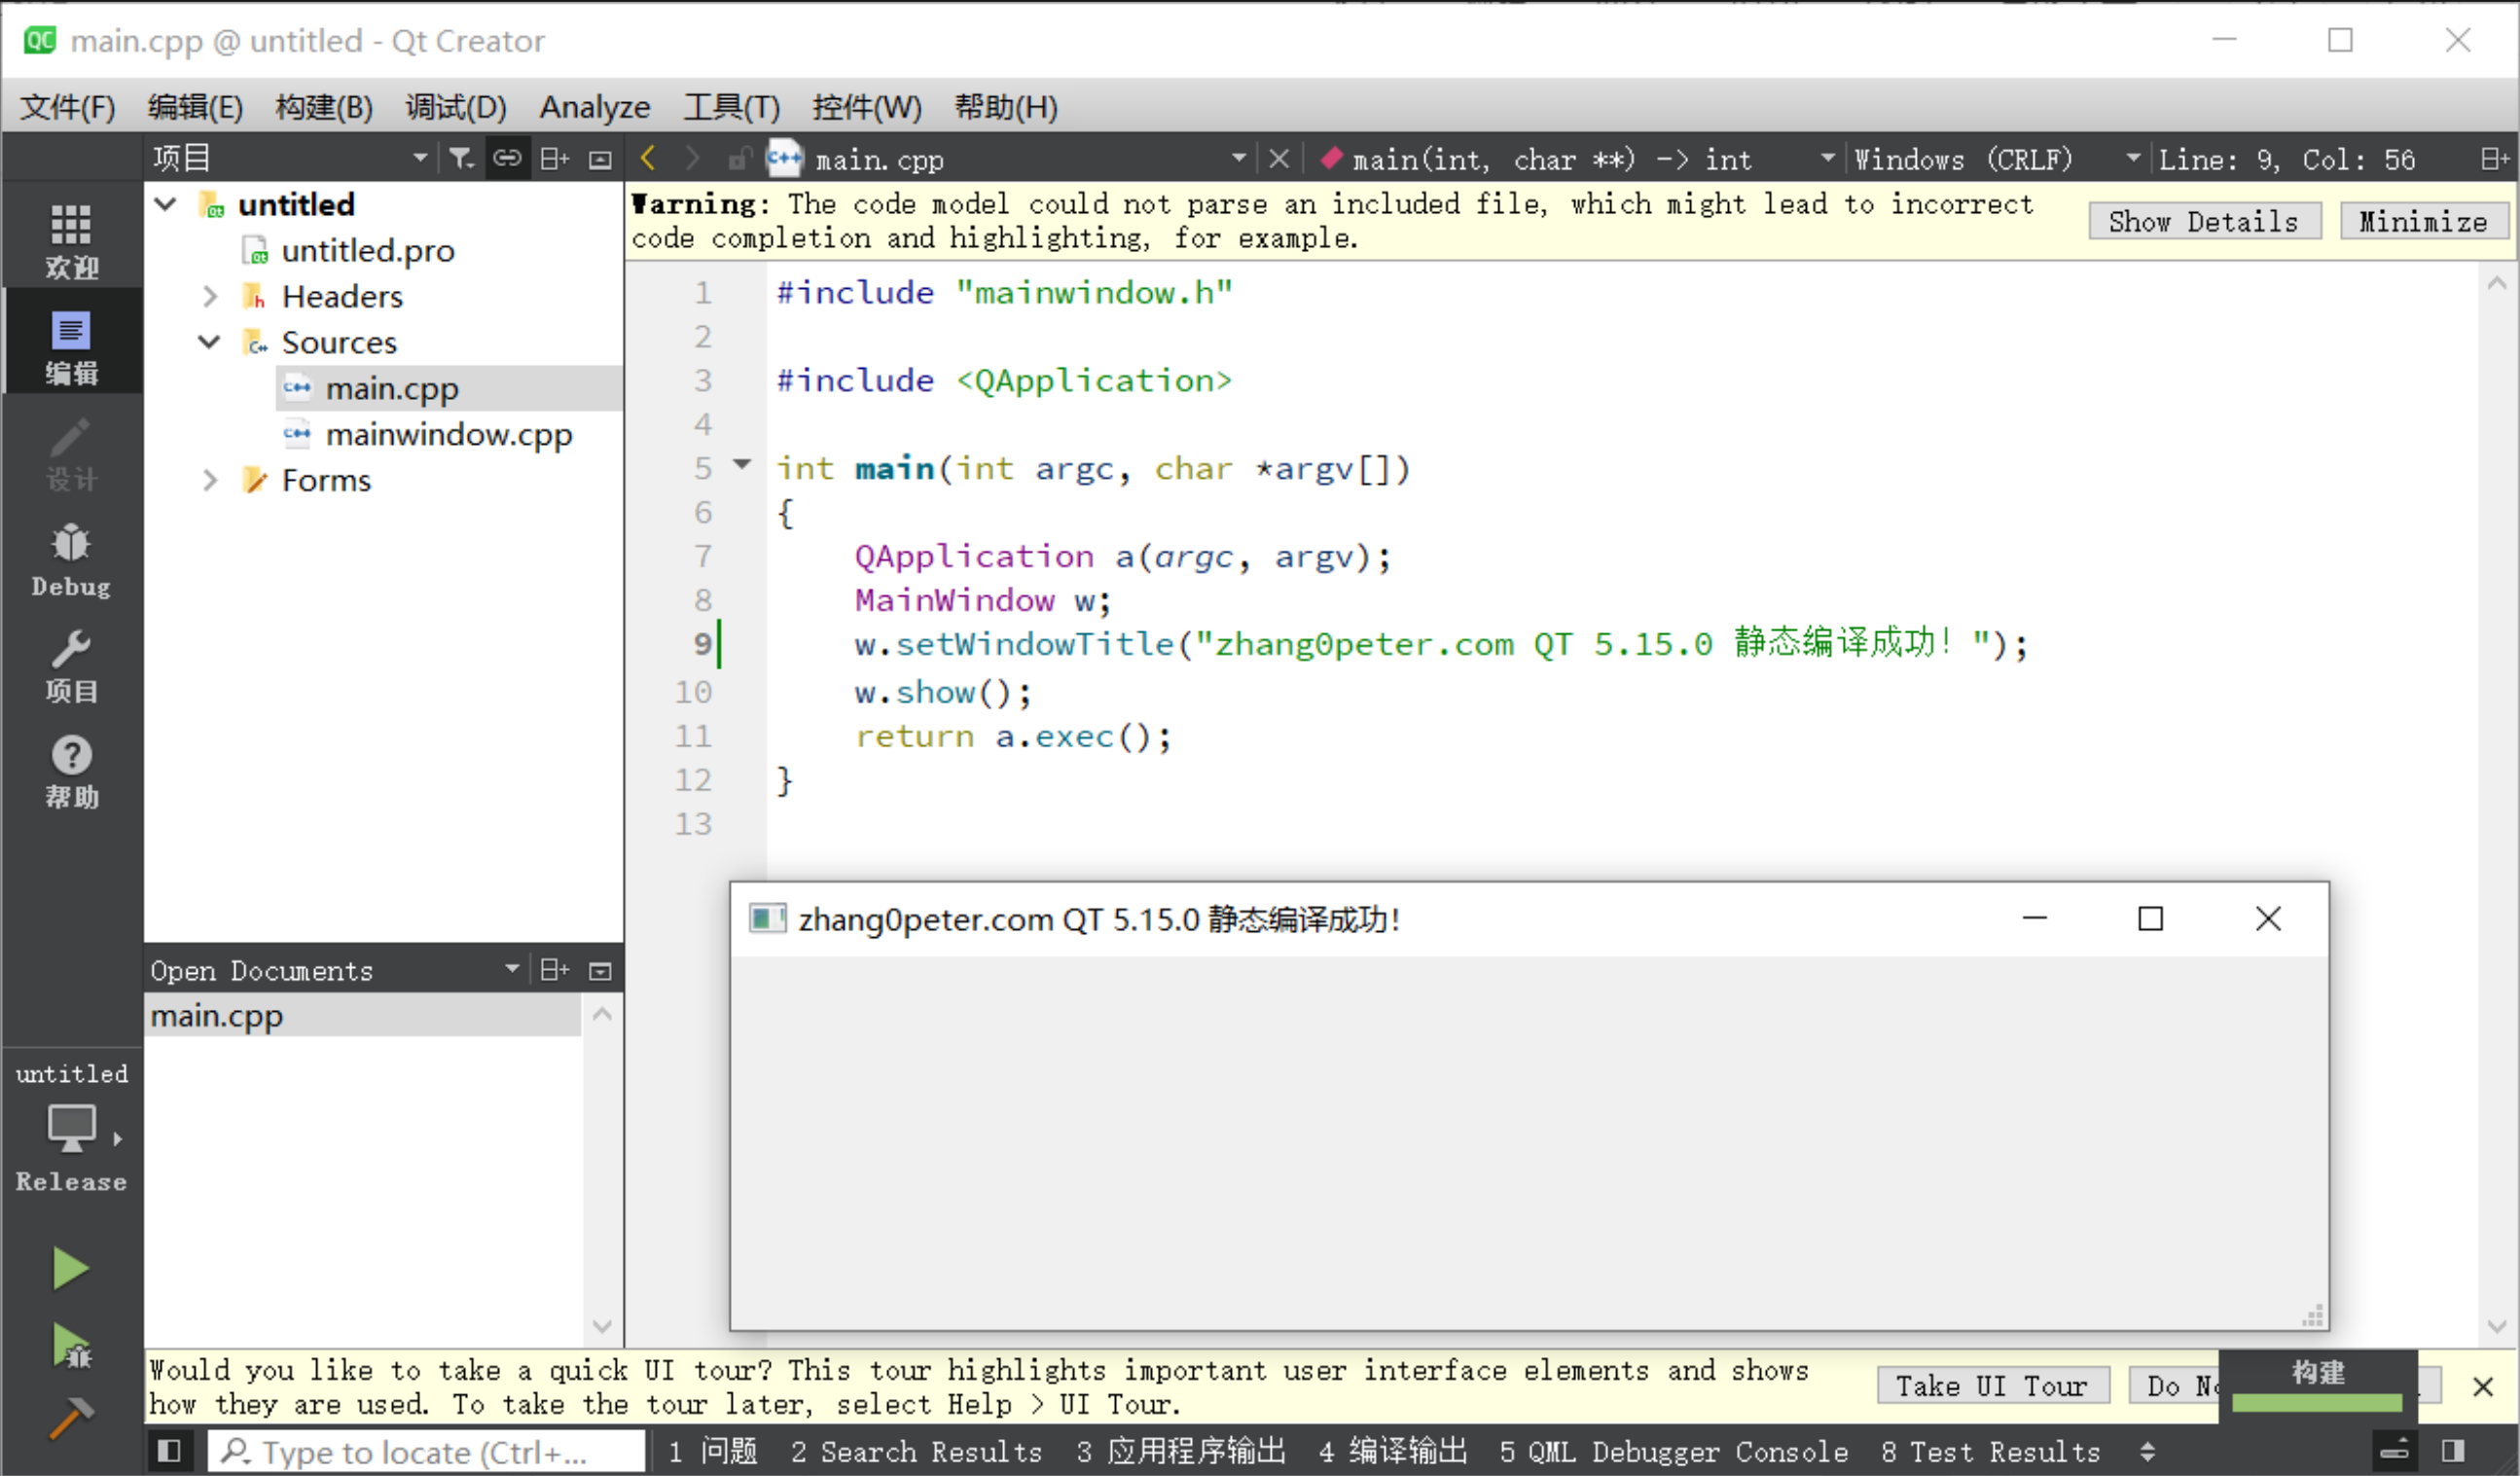 main.cpp @ untitled - Qt Creator
文件(F) 编辑(E) 构建(B) 调试(D) Analyze 工具(T) 控件(W) 帮助(H)
项目 main.cpp main(int, char **) -> int Windows (CRLF) Line: 9, Col: 56
欢迎
编辑
设计
Debug
项目
帮助
untitled
Release
untitled
untitled.pro
Headers
Sources
main.cpp
mainwindow.cpp
Forms
Open Documents
main.cpp
Warning: The code model could not parse an included file, which might lead to incorrect
code completion and highlighting, for example.
Show Details Minimize
1 #include "mainwindow.h"
2
3 #include <QApplication>
4
5 int main(int argc, char *argv[])
6 {
7 QApplication a(argc, argv);
8 MainWindow w;
9 w.setWindowTitle("zhang0peter.com QT 5.15.0 静态编译成功！");
10 w.show();
11 return a.exec();
12 }
13
zhang0peter.com QT 5.15.0 静态编译成功！
Would you like to take a quick UI tour? This tour highlights important user interface elements and shows
how they are used. To take the tour later, select Help > UI Tour.
Take UI Tour Do
构建
Type to locate (Ctrl+... 1 问题 2 Search Results 3 应用程序输出 4 编译输出 5 QML Debugger Console 8 Test Results